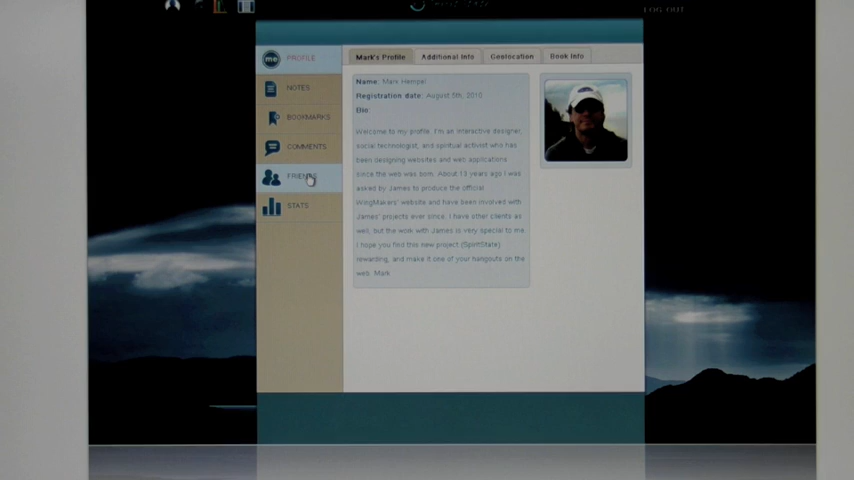 LOG OUT
PROFILE
NOTES
BOOKMARKS
COMMENTS
FRIENDS
STATS
me
Mark's Profile
Additional Info
Geolocation
Book Info
Name: Mark Hempel
Registration date: August 5th, 2010
Bio:
Welcome to my profile. I'm an interactive designer,
social technologist, and spiritual activist who has
been designing websites and web applications
since the web was born. About 13 years ago I was
asked by James to produce the official
WingMakers' website and have been involved with
James' projects ever since. I have other clients as
well, but the work with James is very special to me.
I hope you find this new project (SpiritState)
rewarding, and make it one of your hangouts on the
web. Mark